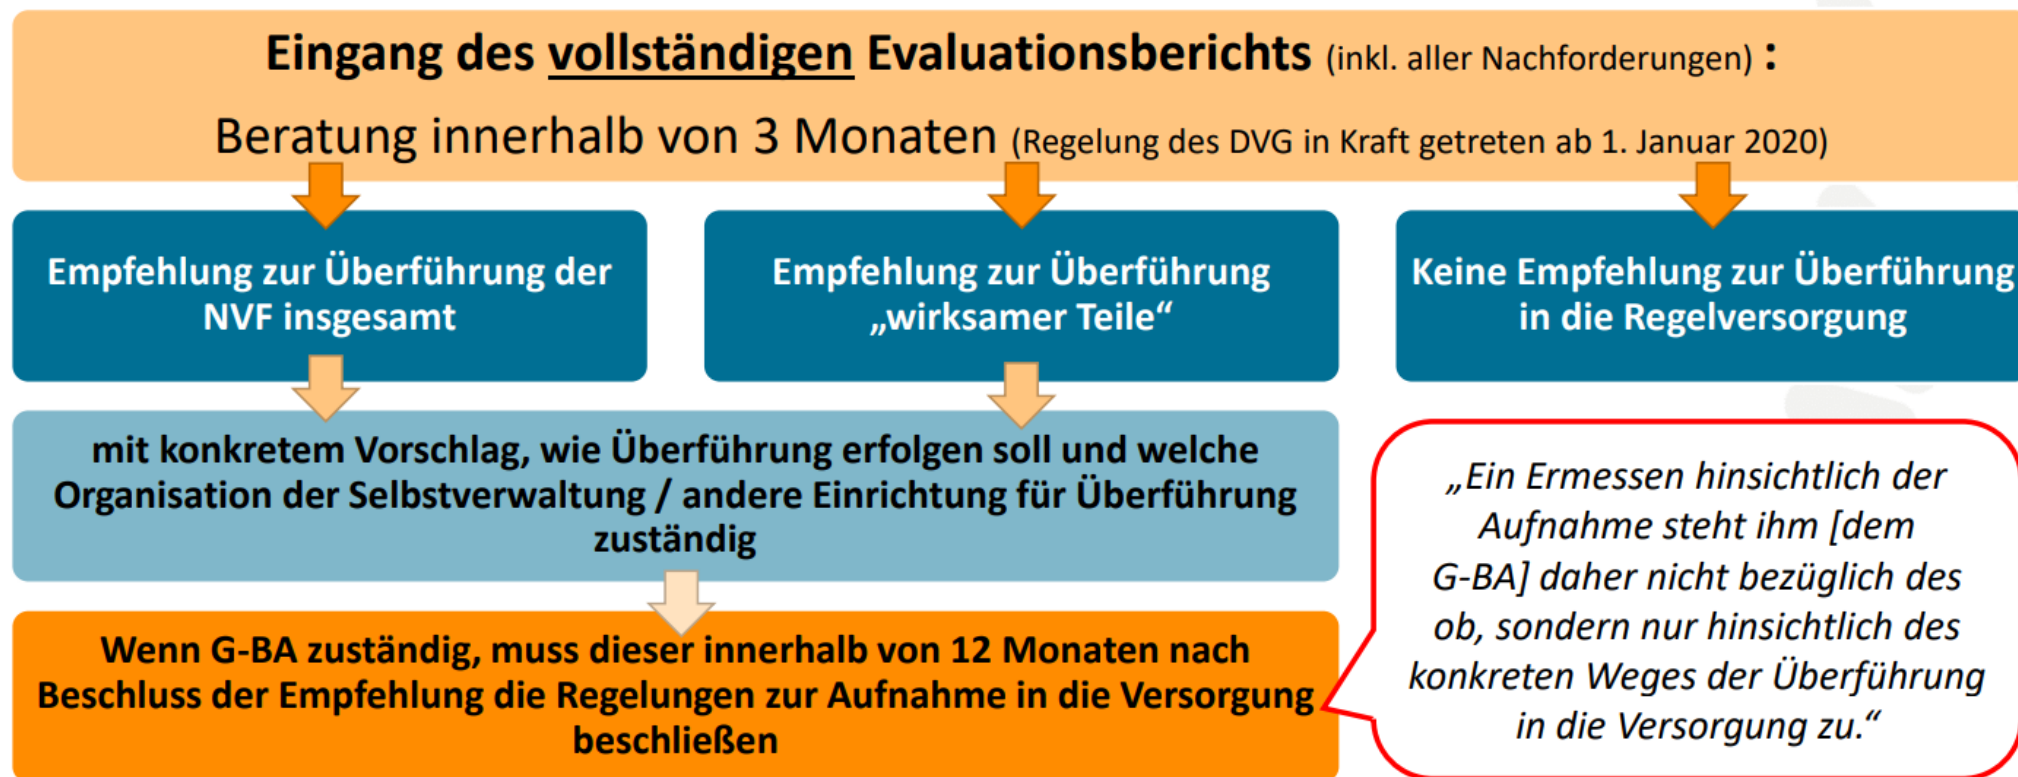 Eingang des vollständigen Evaluationsberichts (inkl. aller Nachforderungen) :
Beratung innerhalb von 3 Monaten (Regelung des DVG in Kraft getreten ab 1. Januar 2020)
Empfehlung zur Überführung der
NVF insgesamt
Empfehlung zur Überführung
„wirksamer Teile“
Keine Empfehlung zur Überführung
in die Regelversorgung
mit konkretem Vorschlag, wie Überführung erfolgen soll und welche
Organisation der Selbstverwaltung / andere Einrichtung für Überführung
zuständig
Wenn G-BA zuständig, muss dieser innerhalb von 12 Monaten nach
Beschluss der Empfehlung die Regelungen zur Aufnahme in die Versorgung
beschließen
„Ein Ermessen hinsichtlich der
Aufnahme steht ihm [dem
G-BA] daher nicht bezüglich des
ob, sondern nur hinsichtlich des
konkreten Weges der Überführung
in die Versorgung zu.“